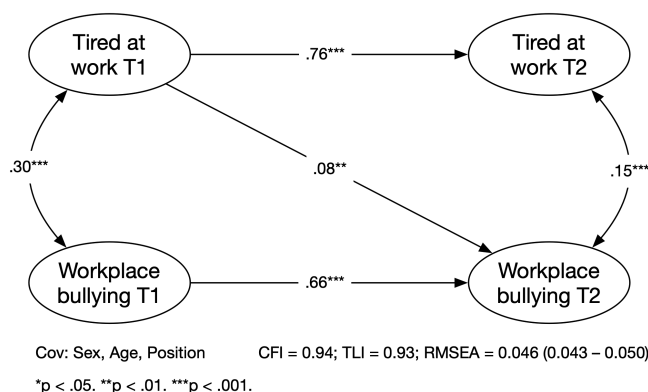 Tired at
work T1
.76***
Tired at
work T2
.30***
.08**
.15***
Workplace
bullying T1
.66***
Workplace
bullying T2
Cov: Sex, Age, Position
CFI = 0.94; TLI = 0.93; RMSEA = 0.046 (0.043 – 0.050)
*p < .05. **p < .01. ***p < .001.